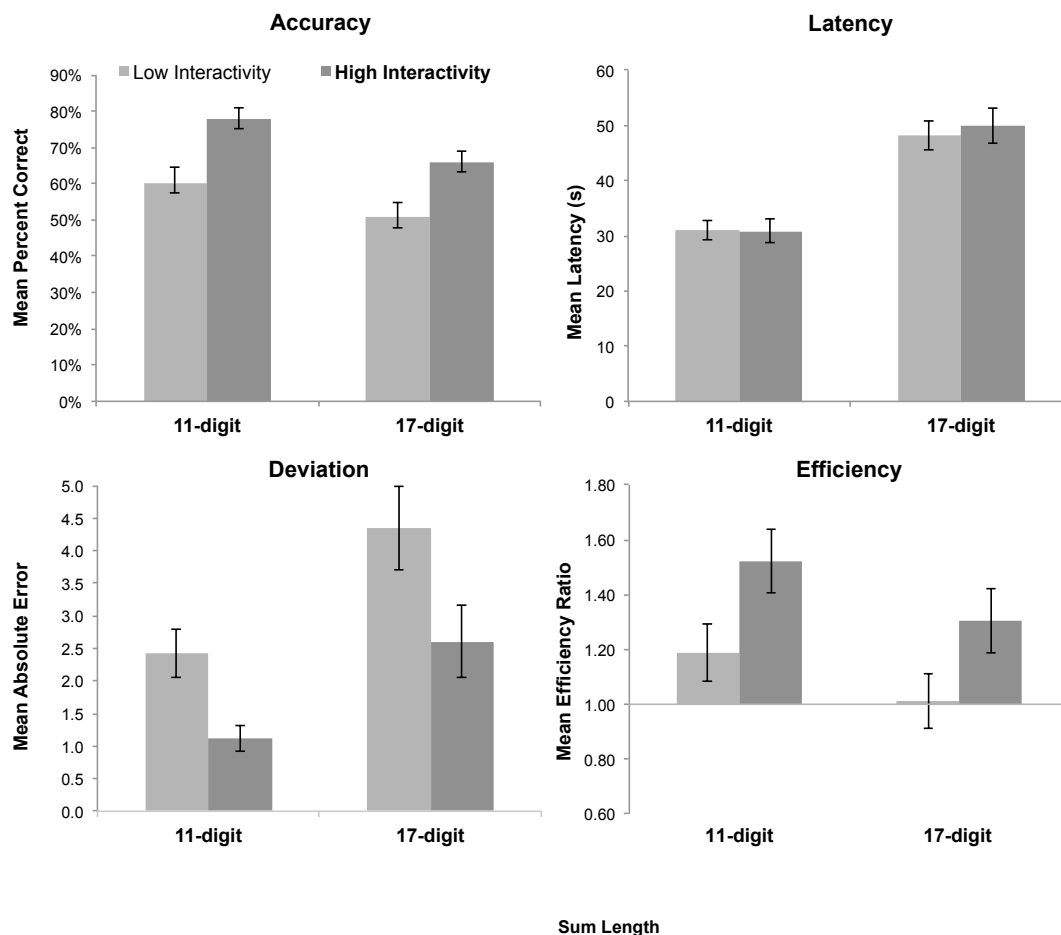 Accuracy
Low Interactivity
High Interactivity
Mean Percent Correct
90%
80%
70%
60%
50%
40%
30%
20%
10%
0%
11-digit
17-digit
Latency
Mean Latency (s)
60
50
40
30
20
10
0
11-digit
17-digit
Deviation
Mean Absolute Error
5.0
4.5
4.0
3.5
3.0
2.5
2.0
1.5
1.0
0.5
0.0
11-digit
17-digit
Efficiency
Mean Efficiency Ratio
1.80
1.60
1.40
1.20
1.00
0.80
0.60
11-digit
17-digit
Sum Length